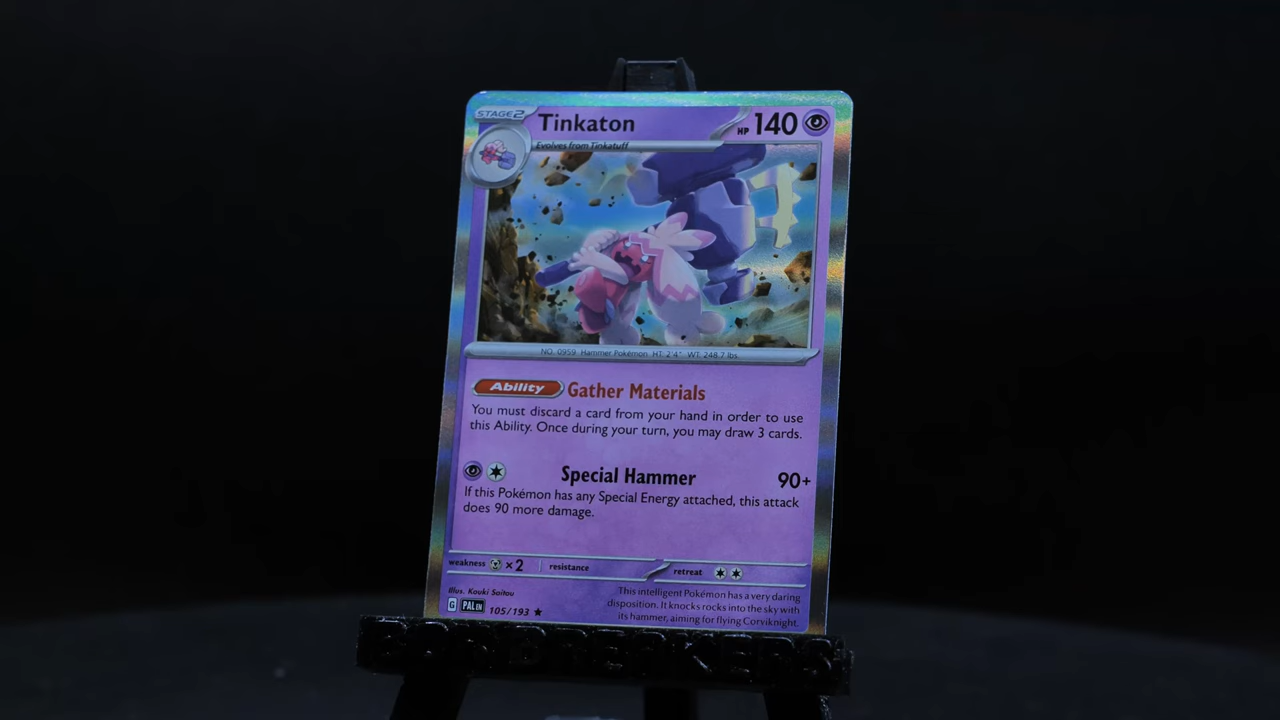 STAGE2 Tinkaton HP 140
Evolves from Tinkatuff
NO. 0959 Hammer Pokémon HT: 2'4" WT: 248.7 lbs.
Ability Gather Materials
You must discard a card from your hand in order to use
this Ability. Once during your turn, you may draw 3 cards.
Special Hammer 90+
If this Pokémon has any Special Energy attached, this attack
does 90 more damage.
weakness ×2 resistance retreat
Illus. Kouki Saitou
G PAL EN 105/193
This intelligent Pokémon has a very daring
disposition. It knocks rocks into the sky with
its hammer, aiming for flying Corviknight.